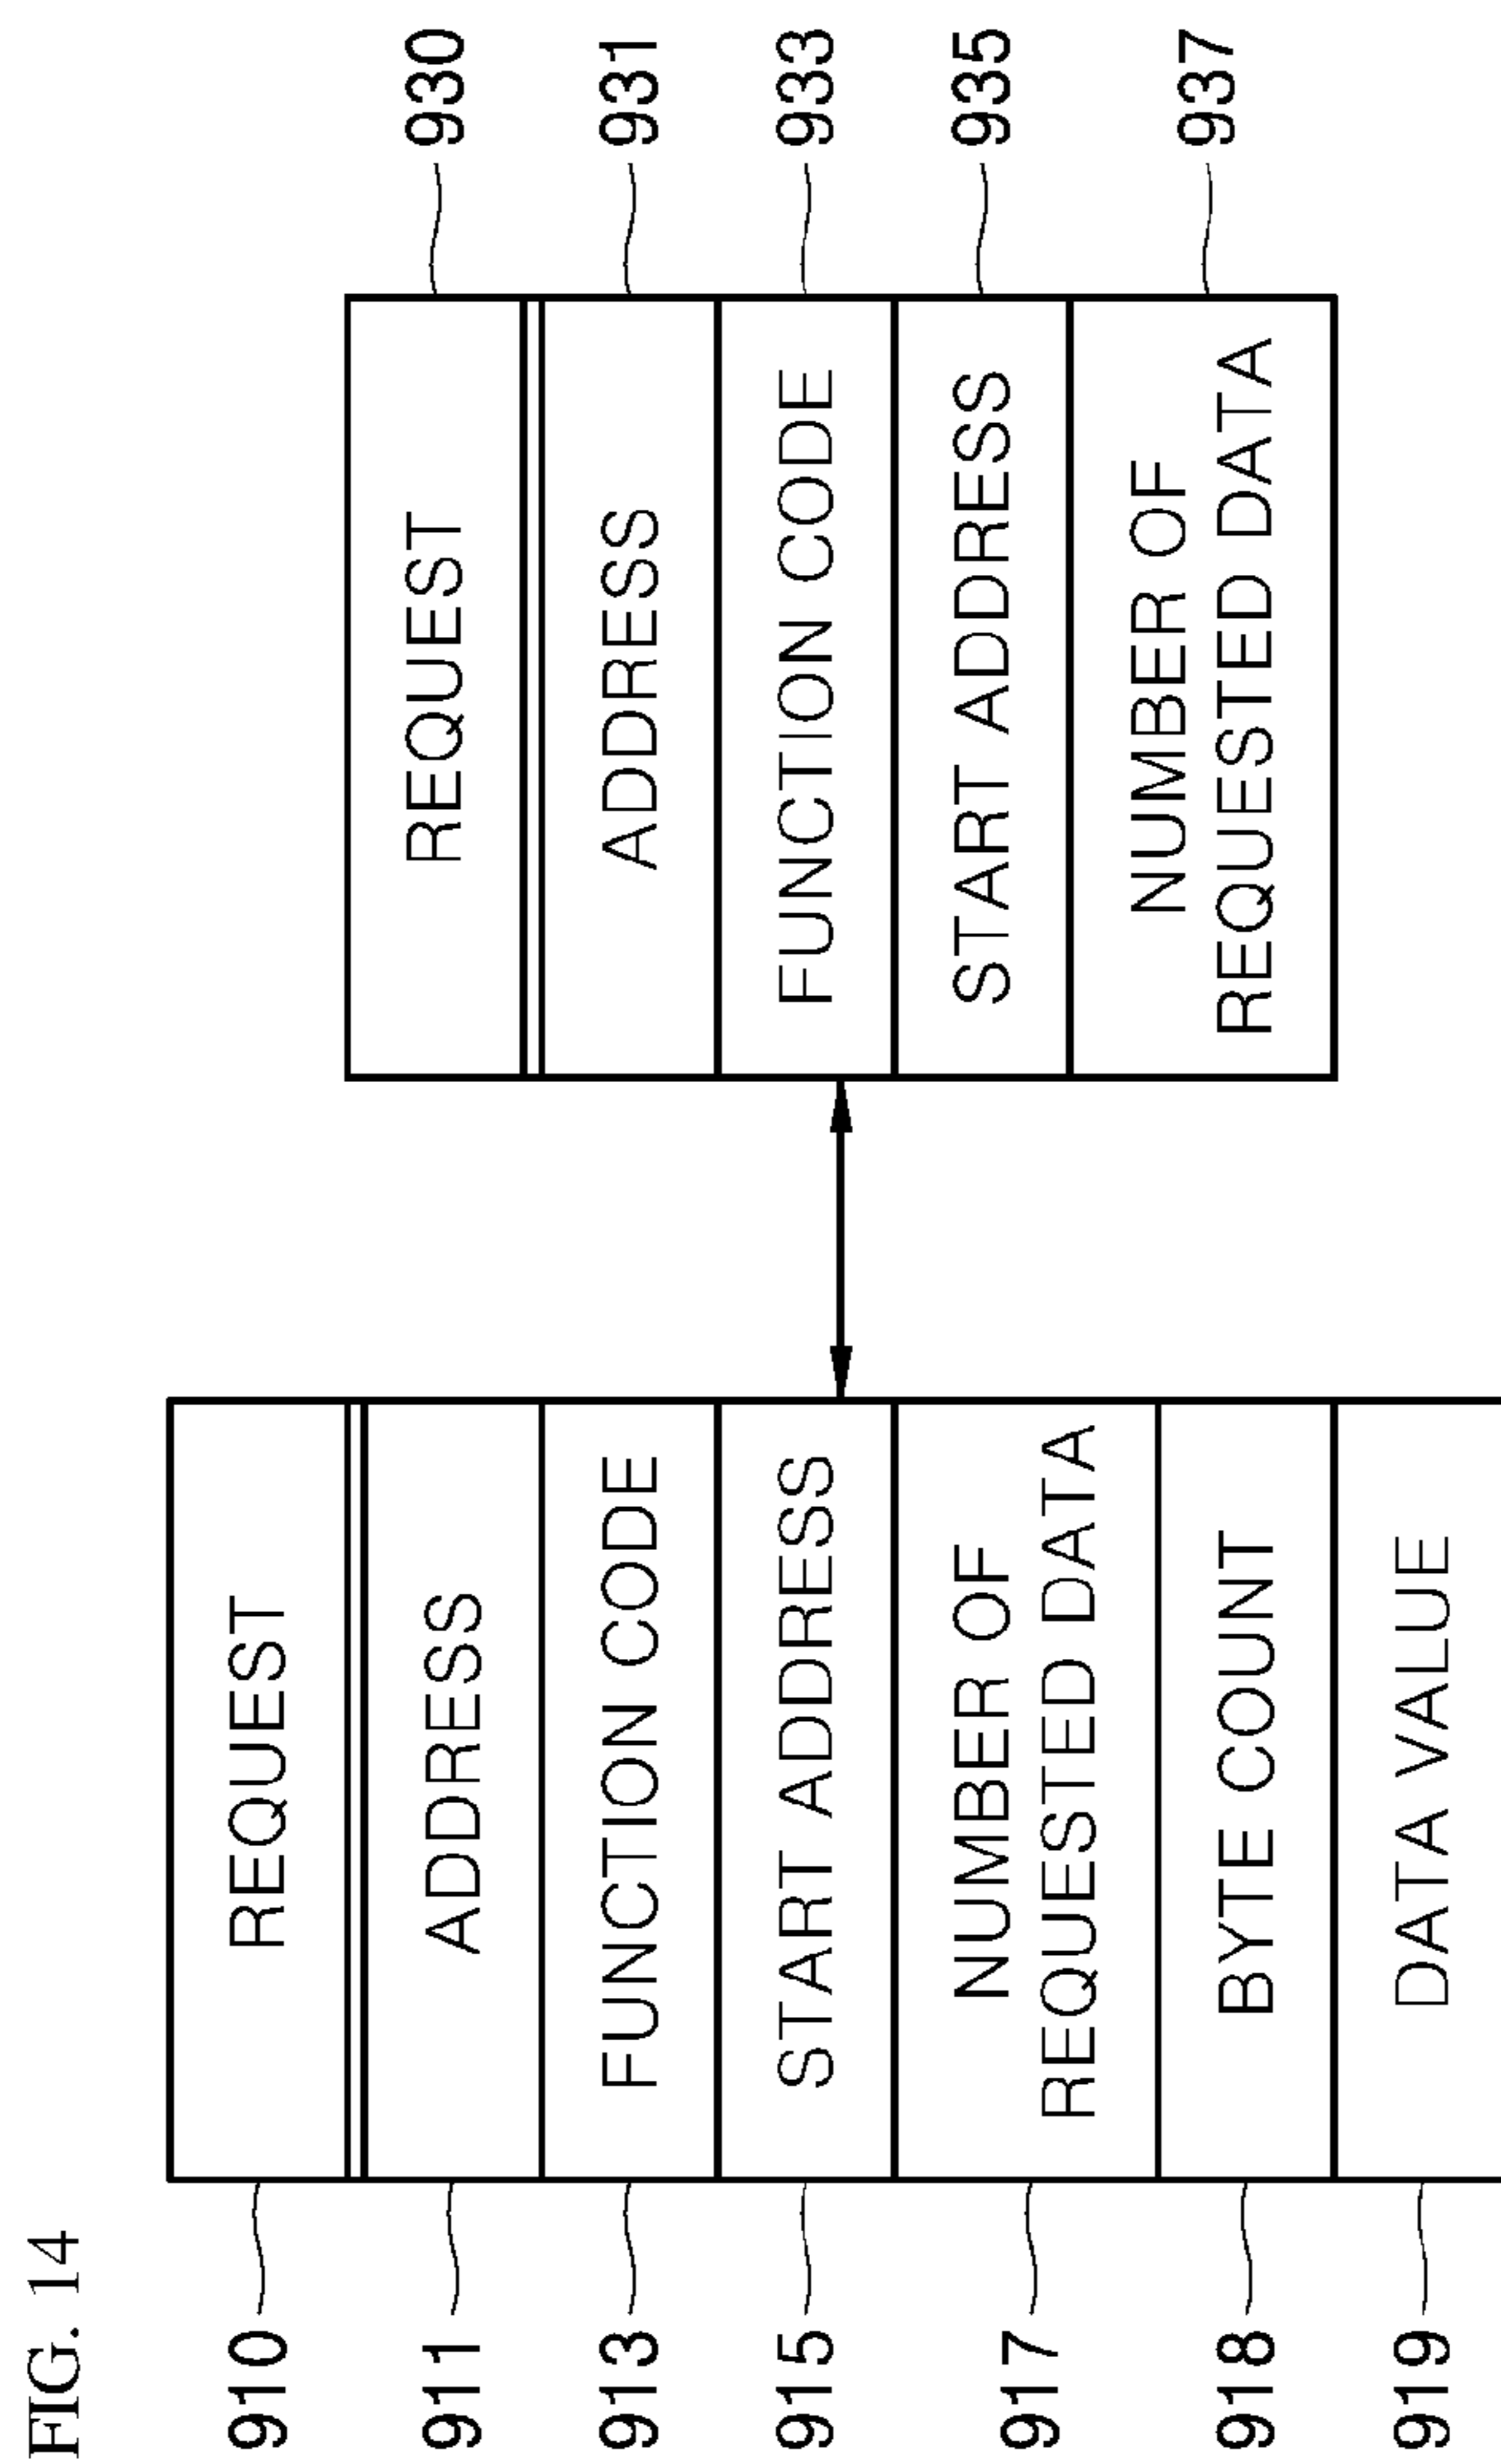 FIG. 14
910
REQUEST
911
ADDRESS
913
FUNCTION CODE
915
START ADDRESS
917
NUMBER OF
REQUESTED DATA
918
BYTE COUNT
919
DATA VALUE
REQUEST
930
ADDRESS
931
FUNCTION CODE
933
START ADDRESS
935
NUMBER OF
REQUESTED DATA
937